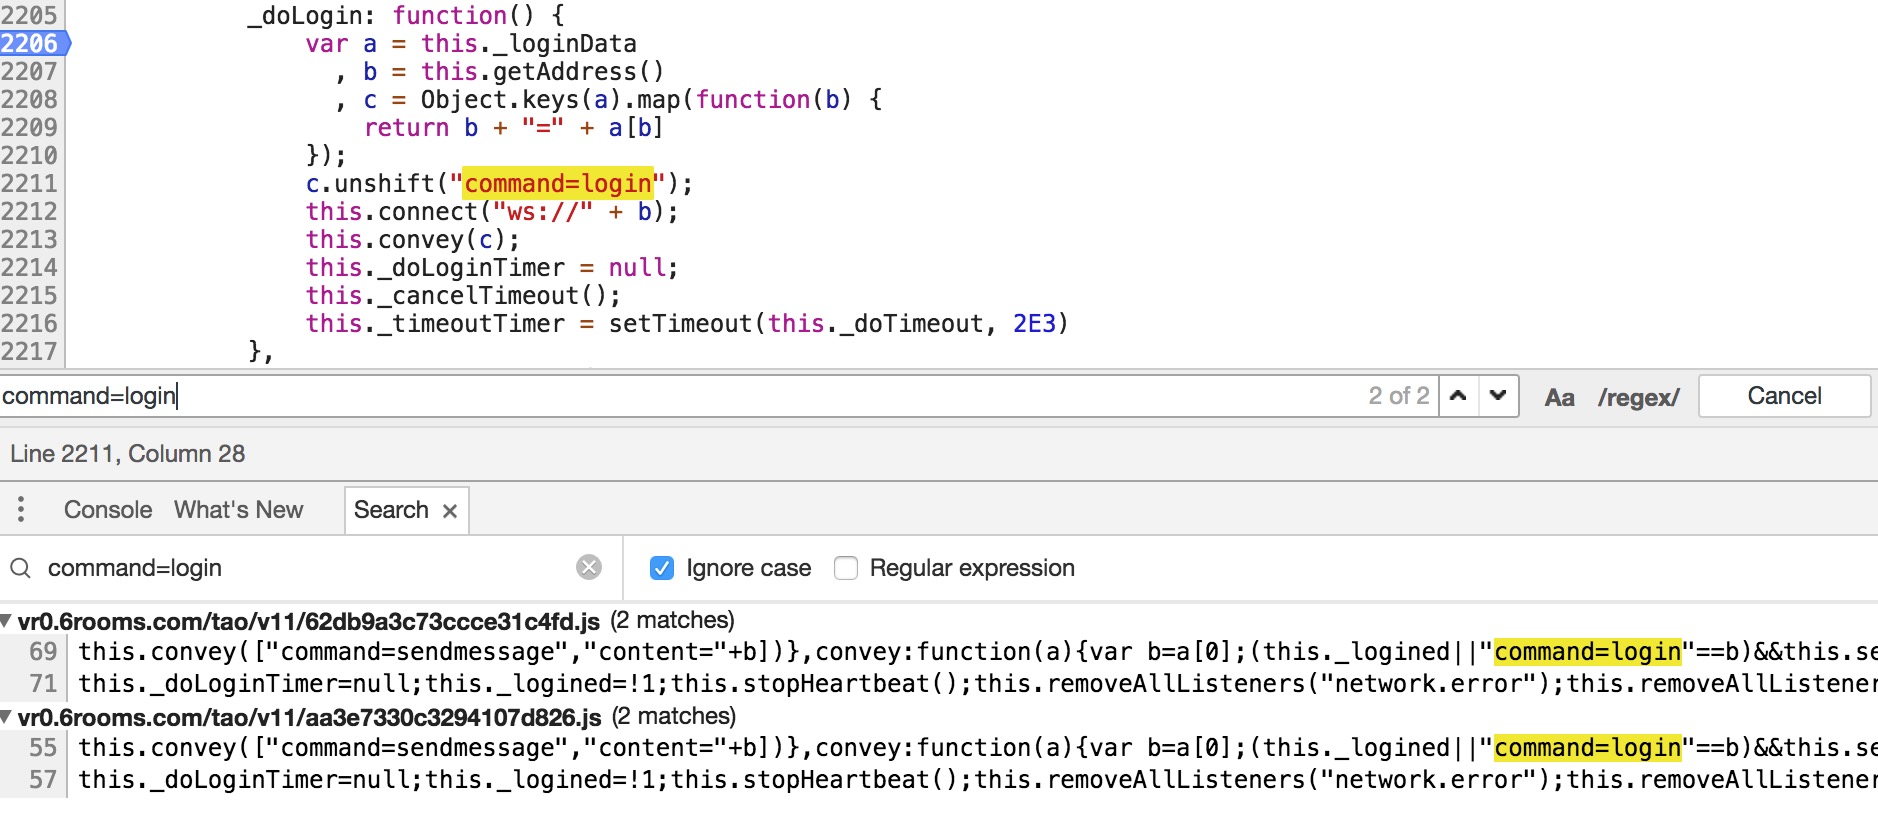 2205 _doLogin: function() {
2206 var a = this._loginData
2207 , b = this.getAddress()
2208 , c = Object.keys(a).map(function(b) {
2209 return b + "=" + a[b]
2210 });
2211 c.unshift("command=login");
2212 this.connect("ws://" + b);
2213 this.convey(c);
2214 this._doLoginTimer = null;
2215 this._cancelTimeout();
2216 this._timeoutTimer = setTimeout(this._doTimeout, 2E3)
2217 },
command=login 2 of 2 Aa /regex/ Cancel
Line 2211, Column 28
Console What's New Search ×
command=login Ignore case Regular expression
vr0.6rooms.com/tao/v11/62db9a3c73ccce31c4fd.js (2 matches)
69 this.convey(["command=sendmessage","content="+b])},convey:function(a){var b=a[0];(this._logined||"command=login"==b)&&this.se
71 this._doLoginTimer=null;this._logined=!1;this.stopHeartbeat();this.removeAllListeners("network.error");this.removeAllListener
vr0.6rooms.com/tao/v11/aa3e7330c3294107d826.js (2 matches)
55 this.convey(["command=sendmessage","content="+b])},convey:function(a){var b=a[0];(this._logined||"command=login"==b)&&this.se
57 this._doLoginTimer=null;this._logined=!1;this.stopHeartbeat();this.removeAllListeners("network.error");this.removeAllListener